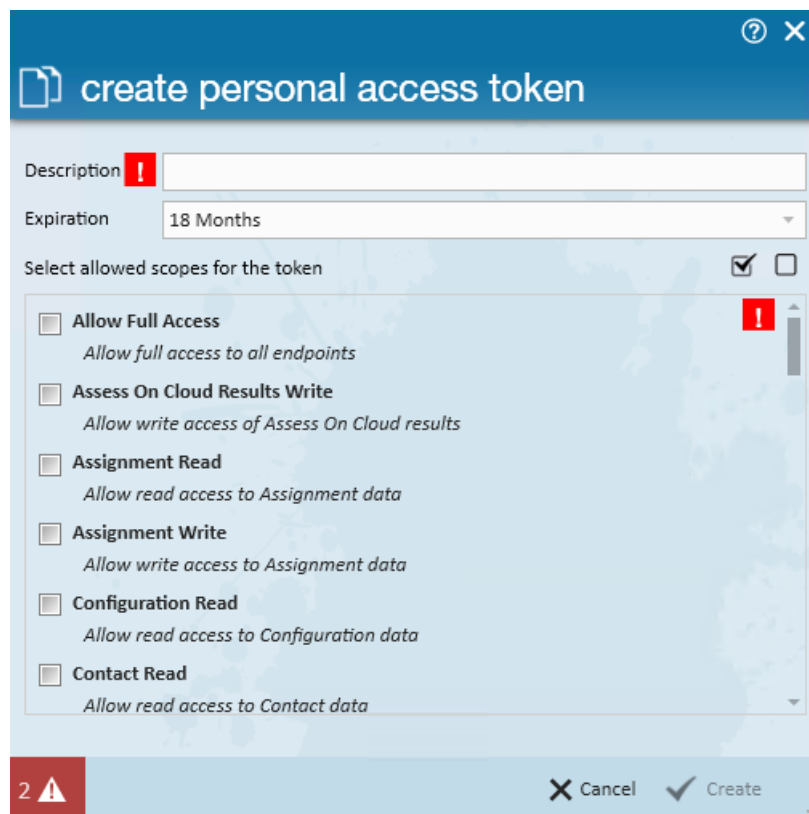 create personal access token
Description !
Expiration 18 Months
Select allowed scopes for the token
Allow Full Access !
Allow full access to all endpoints
Assess On Cloud Results Write
Allow write access of Assess On Cloud results
Assignment Read
Allow read access to Assignment data
Assignment Write
Allow write access to Assignment data
Configuration Read
Allow read access to Configuration data
Contact Read
Allow read access to Contact data
2 Cancel Create